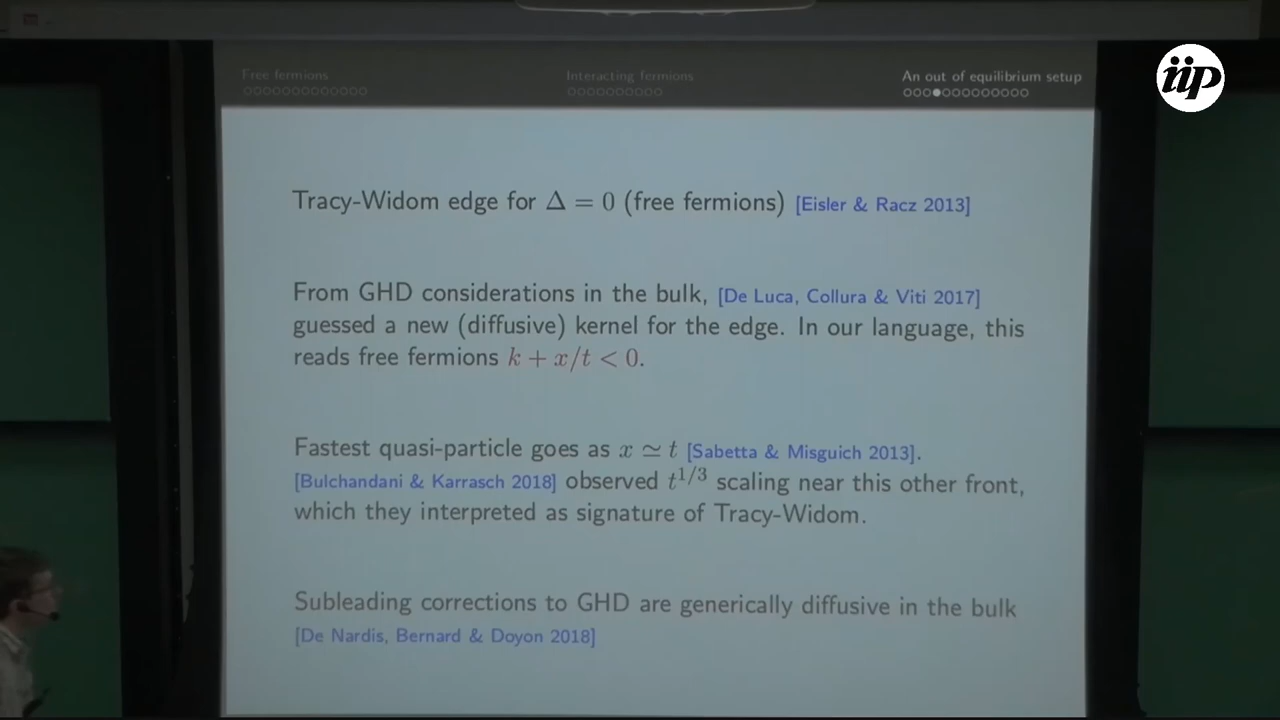 Free fermions
Interacting fermions
An out of equilibrium setup
iip
Tracy-Widom edge for Δ = 0 (free fermions) [Eisler & Racz 2013]
From GHD considerations in the bulk, [De Luca, Collura & Viti 2017]
guessed a new (diffusive) kernel for the edge. In our language, this
reads free fermions k + x/t < 0.
Fastest quasi-particle goes as x ≃ t [Sabetta & Misguich 2013].
[Bulchandani & Karrasch 2018] observed t^{1/3} scaling near this other front,
which they interpreted as signature of Tracy-Widom.
Subleading corrections to GHD are generically diffusive in the bulk
[De Nardis, Bernard & Doyon 2018]